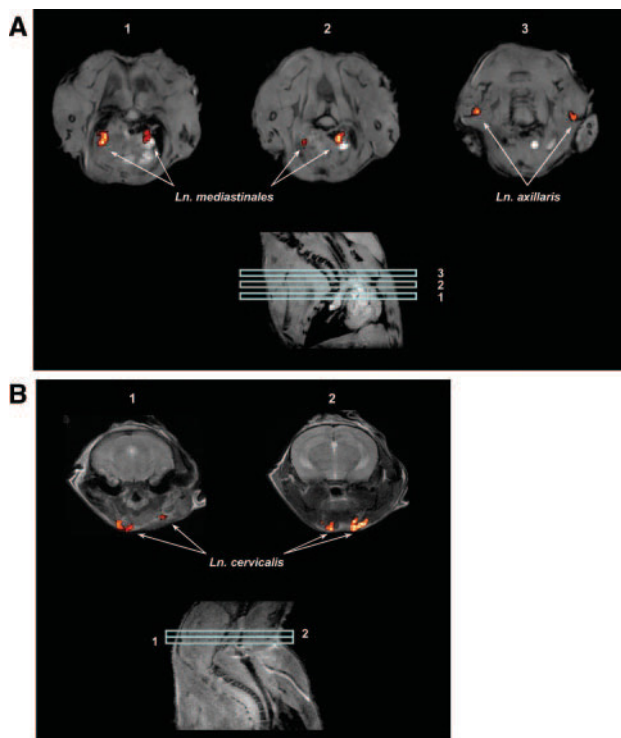 A
1 2 3
Ln. mediastinales
Ln. axillaris
3
2
1
B
1 2
Ln. cervicalis
2
1